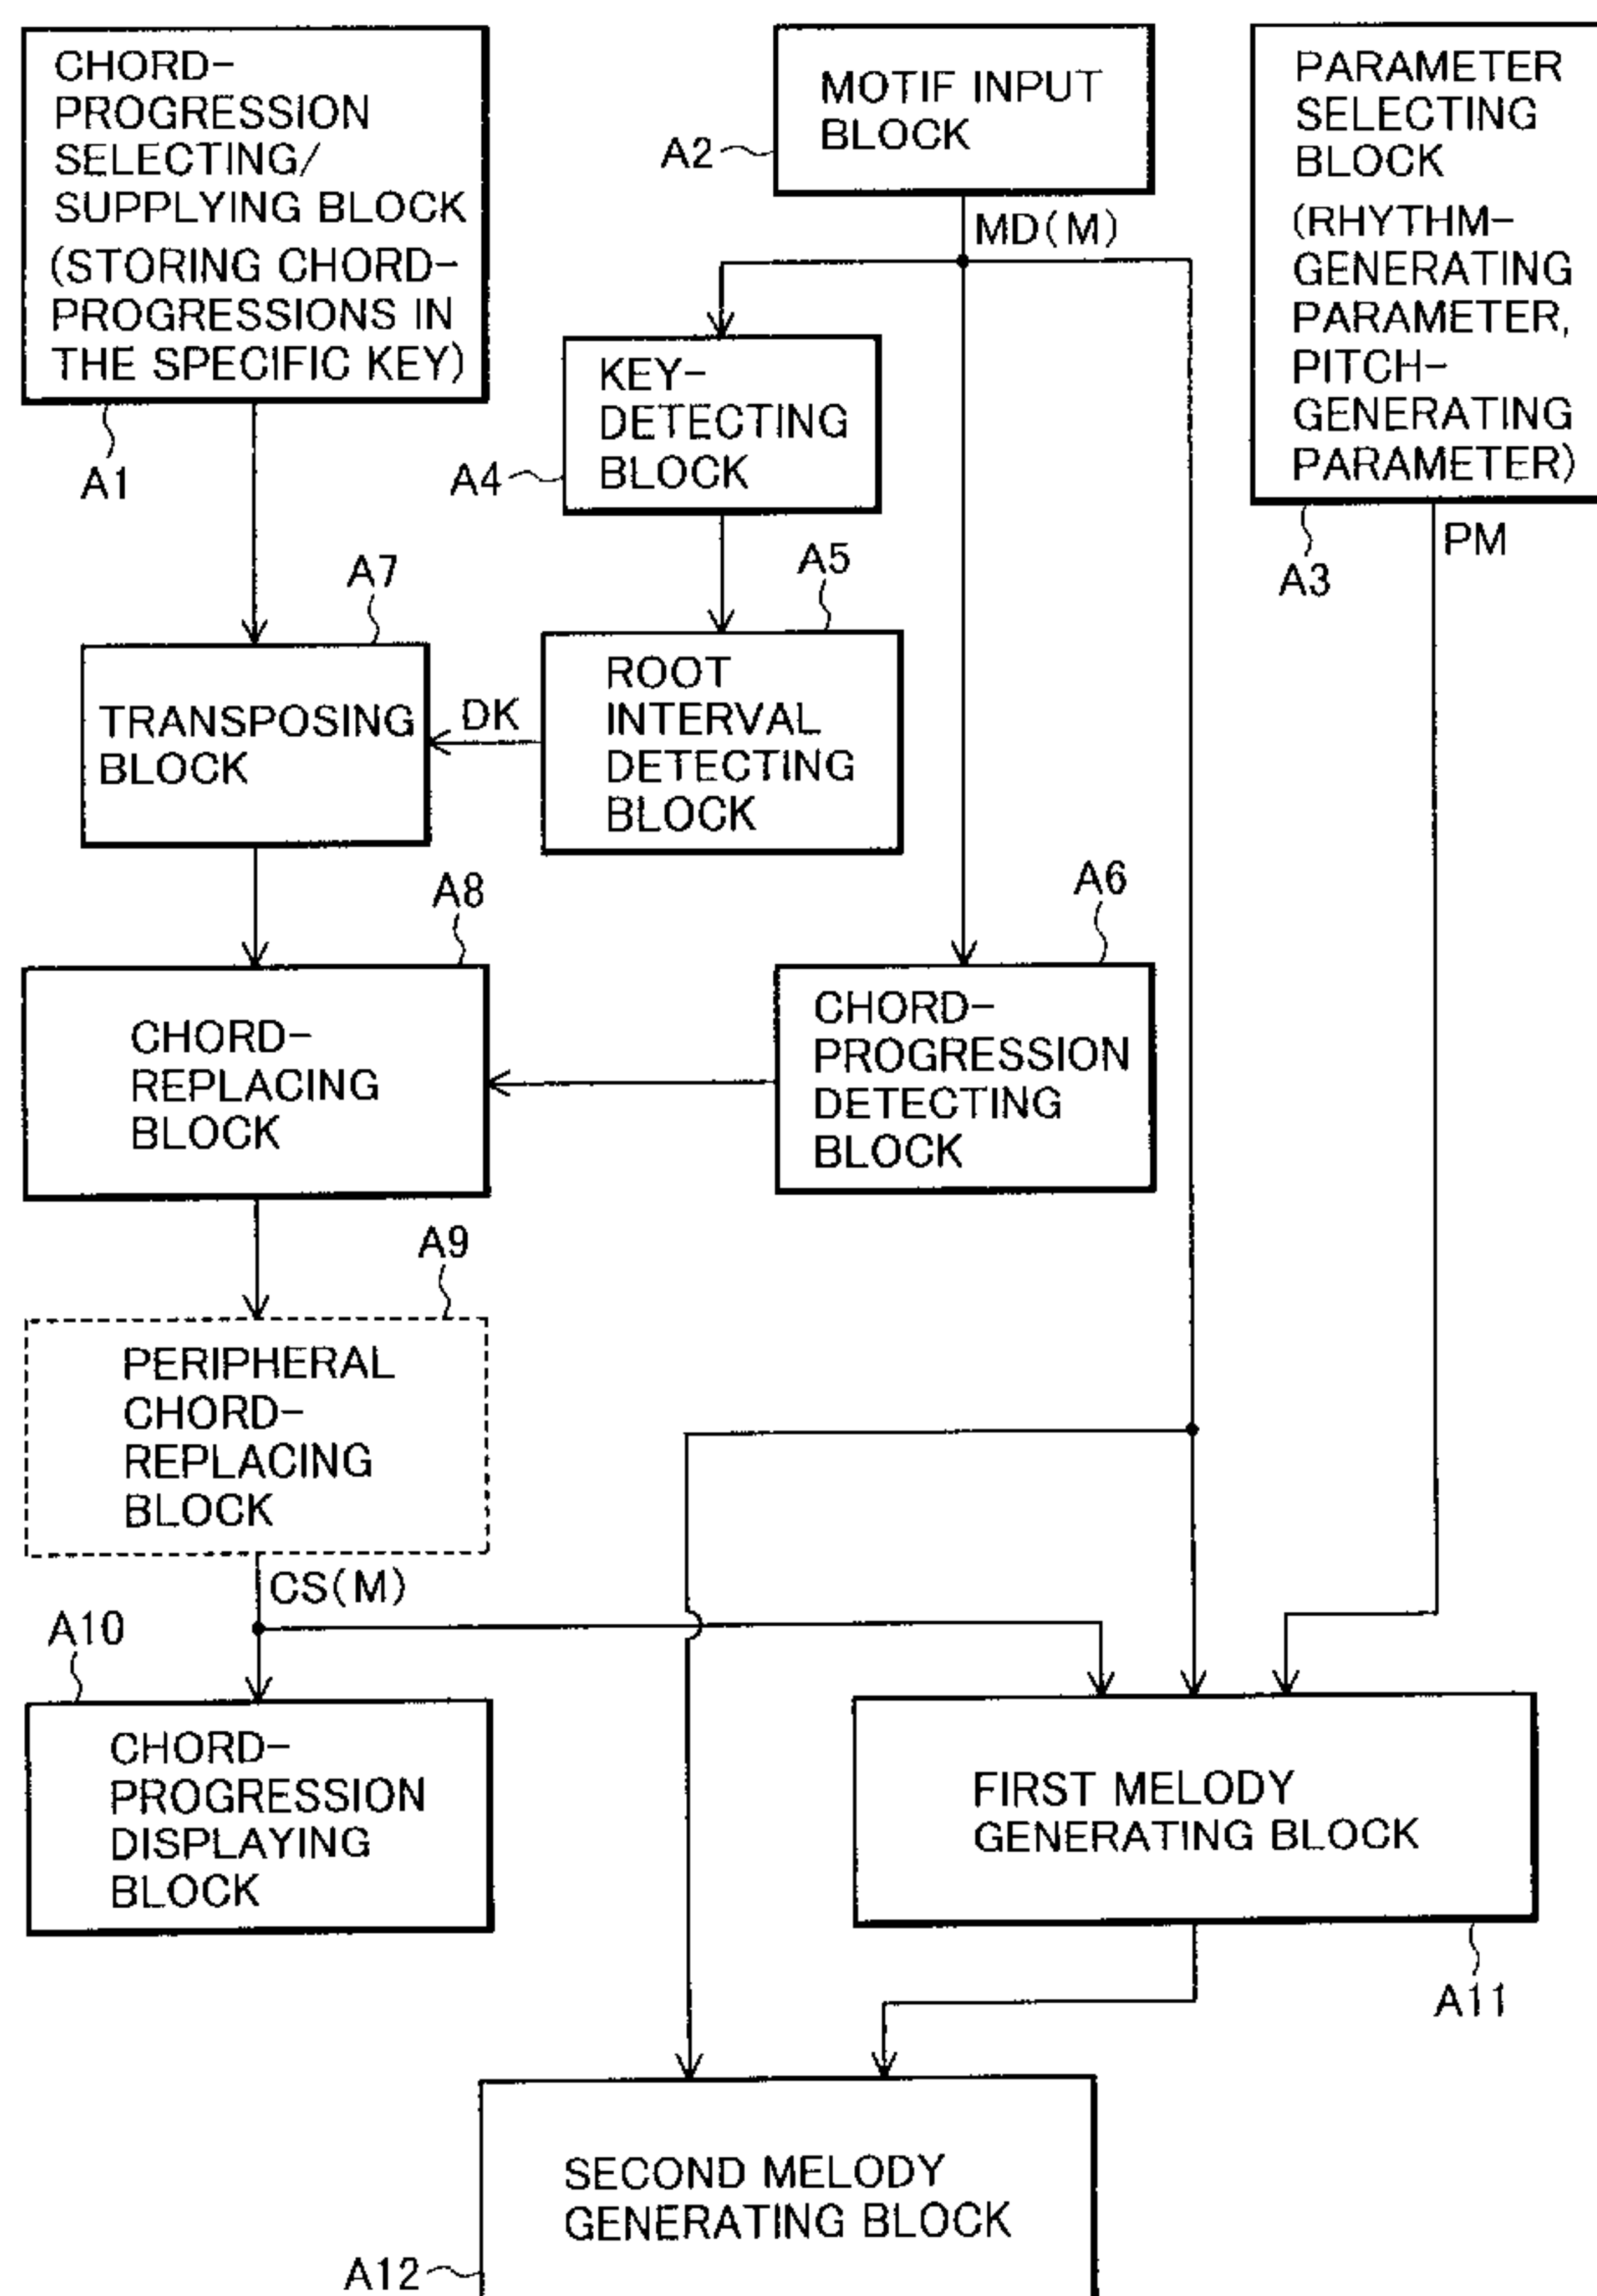 CHORD-
PROGRESSION
SELECTING/
SUPPLYING BLOCK
(STORING CHORD-
PROGRESSIONS IN
THE SPECIFIC KEY)
A1
MOTIF INPUT
BLOCK
A2
MD(M)
PARAMETER
SELECTING
BLOCK
(RHYTHM-
GENERATING
PARAMETER,
PITCH-
GENERATING
PARAMETER)
A3
PM
KEY-
DETECTING
BLOCK
A4
A5
ROOT
INTERVAL
DETECTING
BLOCK
DK
A7
TRANSPOSING
BLOCK
A8
CHORD-
REPLACING
BLOCK
A6
CHORD-
PROGRESSION
DETECTING
BLOCK
A9
PERIPHERAL
CHORD-
REPLACING
BLOCK
CS(M)
A10
CHORD-
PROGRESSION
DISPLAYING
BLOCK
FIRST MELODY
GENERATING BLOCK
A11
SECOND MELODY
GENERATING BLOCK
A12